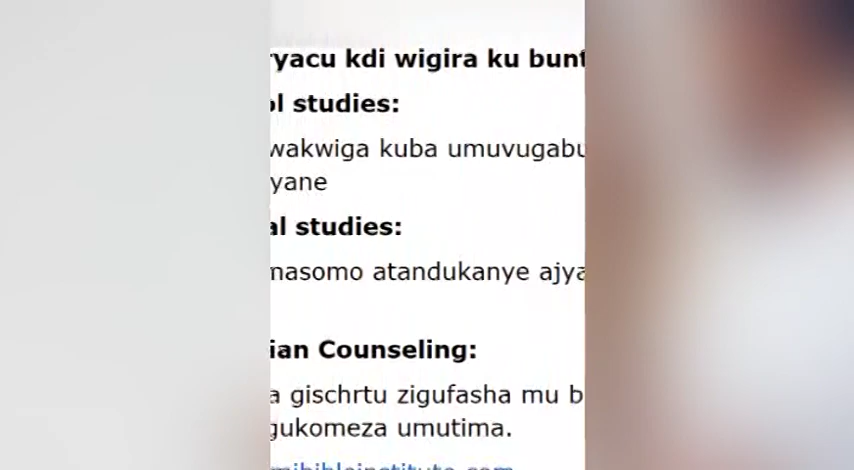 ryacu kdi wigira ku bunt
ol studies:
wakwiga kuba umuvugabu
yane
al studies:
masomo atandukanye ajya
ian Counseling:
a gischrtu zigufasha mu b
gukomeza umutima.